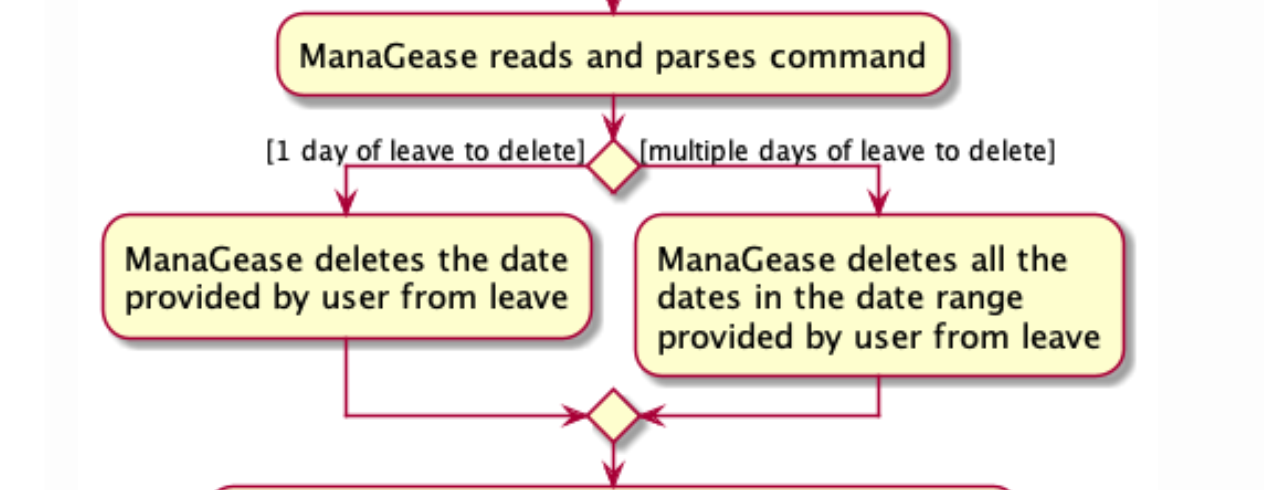 ManaGease reads and parses command
[1 day of leave to delete]
[multiple days of leave to delete]
ManaGease deletes the date
provided by user from leave
ManaGease deletes all the
dates in the date range
provided by user from leave